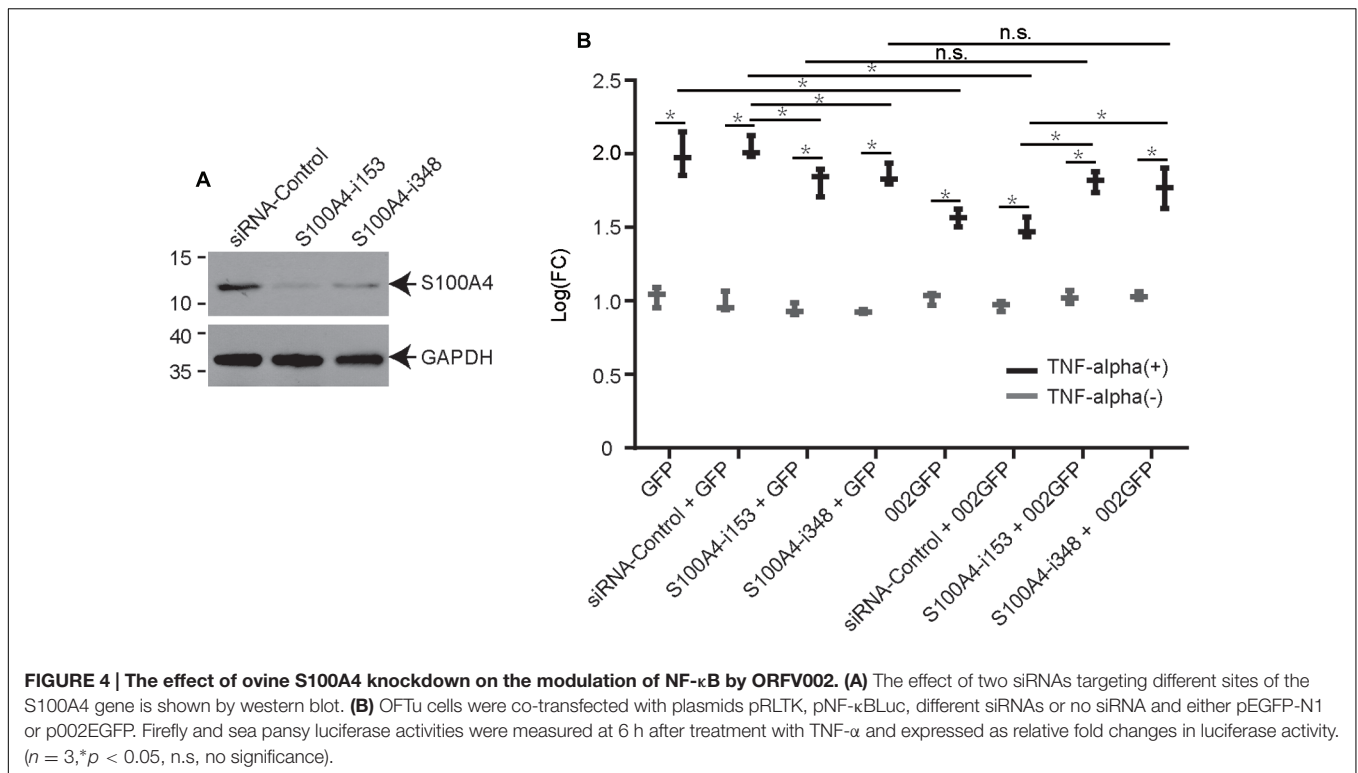 A
siRNA-Control
S100A4-i153
S100A4-i348
15
10
S100A4
40
35
GAPDH
B
n.s.
n.s.
*
*
*
*
*
*
*
*
*
*
*
*
*
*
2.5
2.0
1.5
1.0
0.5
0
Log(FC)
TNF-alpha(+)
TNF-alpha(-)
GFP
siRNA-Control + GFP
S100A4-i153 + GFP
S100A4-i348 + GFP
002GFP
siRNA-Control + 002GFP
S100A4-i153 + 002GFP
S100A4-i348 + 002GFP
FIGURE 4 | The effect of ovine S100A4 knockdown on the modulation of NF-κB by ORFV002. (A) The effect of two siRNAs targeting different sites of the
S100A4 gene is shown by western blot. (B) OFTu cells were co-transfected with plasmids pRLTK, pNF-κBLuc, different siRNAs or no siRNA and either pEGFP-N1
or p002EGFP. Firefly and sea pansy luciferase activities were measured at 6 h after treatment with TNF-α and expressed as relative fold changes in luciferase activity.
(n = 3,*p < 0.05, n.s, no significance).